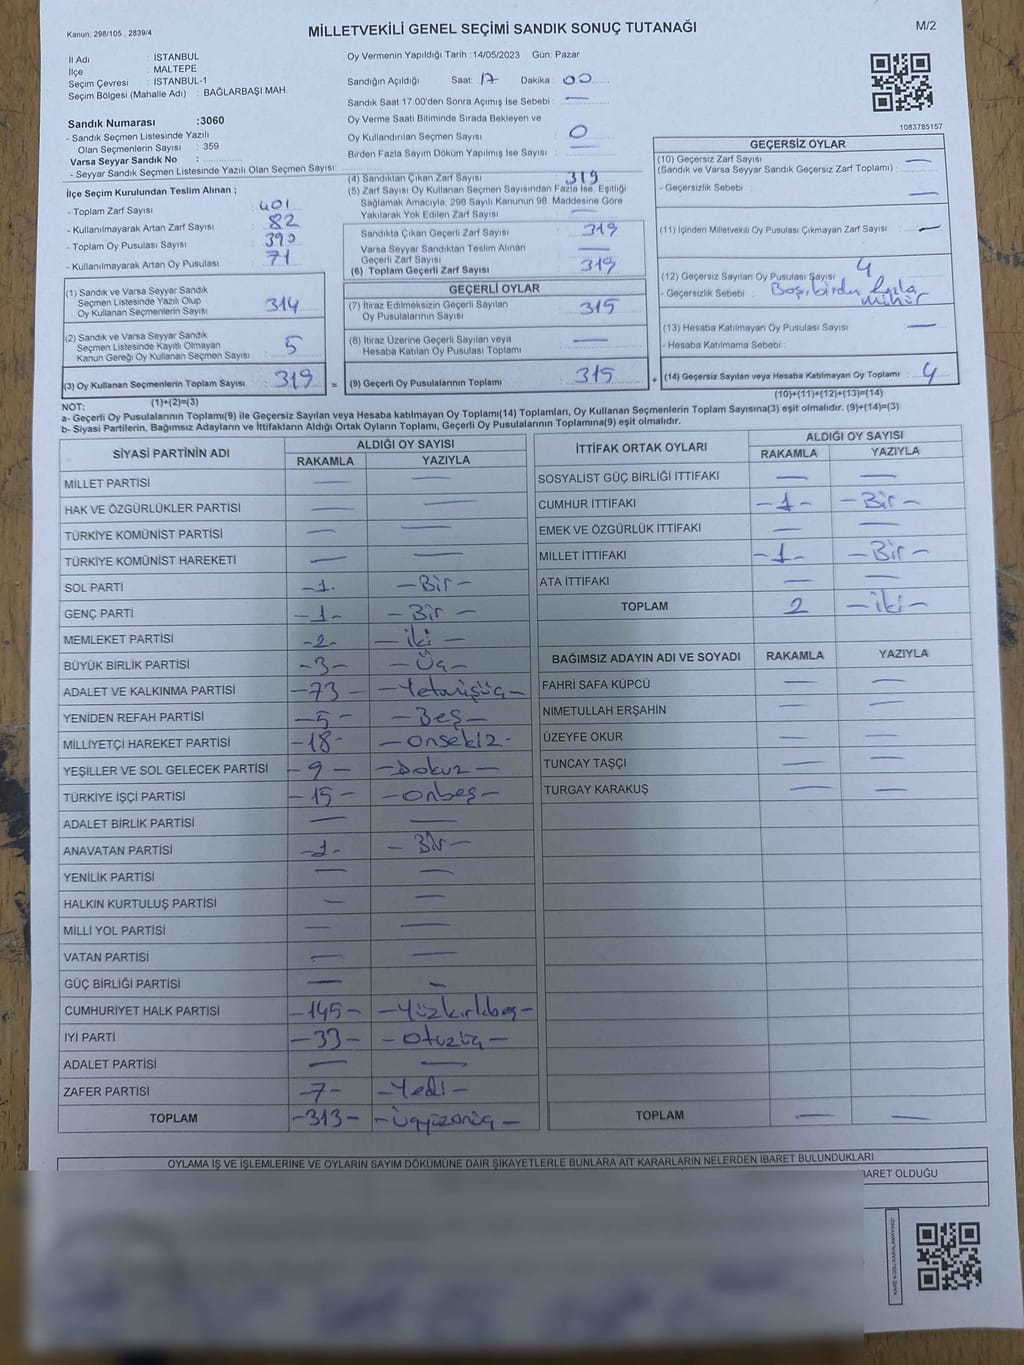 Kanun; 298/105 , 2839/4
MİLLETVEKİLİ GENEL SEÇİMİ SANDIK SONUÇ TUTANAĞI
M/2
İl Adı : İSTANBUL
İlçe : MALTEPE
Seçim Çevresi : İSTANBUL-1
Seçim Bölgesi (Mahalle Adı) : BAĞLARBAŞI MAH.
Oy Vermenin Yapıldığı Tarih :14/05/2023 Gün: Pazar
Sandığın Açıldığı Saat: 17 Dakika : 00
Sandık Saat 17:00'den Sonra Açımış İse Sebebi : —
Oy Verme Saati Bitiminde Sırada Bekleyen ve
Oy Kullandırılan Seçmen Sayısı : 0
Birden Fazla Sayım Döküm Yapılmış İse Sayısı : —
1083785157
Sandık Numarası :3060
- Sandık Seçmen Listesinde Yazılı
Olan Seçmenlerin Sayısı : 359
Varsa Seyyar Sandık No :
- Seyyar Sandık Seçmen Listesinde Yazılı Olan Seçmen Sayısı:
İlçe Seçim Kurulundan Teslim Alınan ;
- Toplam Zarf Sayısı : 401
- Kullanılmayarak Artan Zarf Sayısı : 82
- Toplam Oy Pusulası Sayısı : 390
- Kullanılmayarak Artan Oy Pusulası : 71
(4) Sandıktan Çıkan Zarf Sayısı : 319
(5) Zarf Sayısı Oy Kullanan Seçmen Sayısından Fazla İse, Eşitliği
Sağlamak Amacıyla, 298 Sayılı Kanunun 98. Maddesine Göre
Yakılarak Yok Edilen Zarf Sayısı : —
Sandıkta Çıkan Geçerli Zarf Sayısı : 319
Varsa Seyyar Sandıktan Teslim Alınan
Geçerli Zarf Sayısı : —
(6) Toplam Geçerli Zarf Sayısı : 319
GEÇERSİZ OYLAR
(10) Geçersiz Zarf Sayısı : —
(Sandık ve Varsa Seyyar Sandık Geçersiz Zarf Toplamı) :
- Geçersizlik Sebebi : —
(11) İçinden Milletvekili Oy Pusulası Çıkmayan Zarf Sayısı : —
(12) Geçersiz Sayılan Oy Pusulası Sayısı : 4
- Geçersizlik Sebebi : Boş, birden fazla
mühür
(13) Hesaba Katılmayan Oy Pusulası Sayısı : —
- Hesaba Katılmama Sebebi :
(14) Geçersiz Sayılan veya Hesaba Katılmayan Oy Toplamı : 4
(10)+(11)+(12)+(13)=(14)
(1) Sandık ve Varsa Seyyar Sandık
Seçmen Listesinde Yazılı Olup
Oy Kullanan Seçmenlerin Sayısı : 314
(2) Sandık ve Varsa Seyyar Sandık
Seçmen Listesinde Kayıtlı Olmayan
Kanun Gereği Oy Kullanan Seçmen Sayısı : 5
(3) Oy Kullanan Seçmenlerin Toplam Sayısı : 319 =
(1)+(2)=(3)
GEÇERLİ OYLAR
(7) İtiraz Edilmeksizin Geçerli Sayılan
Oy Pusulalarının Sayısı : 315
(8) İtiraz Üzerine Geçerli Sayılan veya
Hesaba Katılan Oy Pusulası Toplamı : —
(9) Geçerli Oy Pusulalarının Toplamı : 315 +
NOT:
a- Geçerli Oy Pusulalarının Toplamı(9) ile Geçersiz Sayılan veya Hesaba katılmayan Oy Toplamı(14) Toplamları, Oy Kullanan Seçmenlerin Toplam Sayısına(3) eşit olmalıdır. (9)+(14)=(3)
b- Siyasi Partilerin, Bağımsız Adayların ve İttifakların Aldığı Ortak Oyların Toplamı, Geçerli Oy Pusulalarının Toplamına(9) eşit olmalıdır.
SİYASİ PARTİNİN ADI ALDIĞI OY SAYISI
RAKAMLA YAZIYLA
MİLLET PARTİSİ — —
HAK VE ÖZGÜRLÜKLER PARTİSİ — —
TÜRKİYE KOMÜNİST PARTİSİ — —
TÜRKİYE KOMÜNİST HAREKETİ — —
SOL PARTİ -1- -Bir-
GENÇ PARTİ -1- -Bir-
MEMLEKET PARTİSİ -2- -iki-
BÜYÜK BİRLİK PARTİSİ -3- -Üç-
ADALET VE KALKINMA PARTİSİ -73- -Yetmişüç-
YENİDEN REFAH PARTİSİ -5- -Beş-
MİLLİYETÇİ HAREKET PARTİSİ -18- -onsekiz-
YEŞİLLER VE SOL GELECEK PARTİSİ -9- -Dokuz-
TÜRKİYE İŞÇİ PARTİSİ -15- -onbeş-
ADALET BİRLİK PARTİSİ — —
ANAVATAN PARTİSİ -1- -Bir-
YENİLİK PARTİSİ — —
HALKIN KURTULUŞ PARTİSİ — —
MİLLİ YOL PARTİSİ — —
VATAN PARTİSİ — —
GÜÇ BİRLİĞİ PARTİSİ — —
CUMHURİYET HALK PARTİSİ -145- -Yüzkırkbeş-
İYİ PARTİ -33- -Otuzüç-
ADALET PARTİSİ — —
ZAFER PARTİSİ -7- -Yedi-
TOPLAM -313- -Üçyüzonüç-
İTTİFAK ORTAK OYLARI ALDIĞI OY SAYISI
RAKAMLA YAZIYLA
SOSYALİST GÜÇ BİRLİĞİ İTTİFAKI — —
CUMHUR İTTİFAKI -1- -Bir-
EMEK VE ÖZGÜRLÜK İTTİFAKI — —
MİLLET İTTİFAKI -1- -Bir-
ATA İTTİFAKI — —
TOPLAM 2 -iki-
BAĞIMSIZ ADAYIN ADI VE SOYADI RAKAMLA YAZIYLA
FAHRİ SAFA KÜPCÜ — —
NİMETULLAH ERŞAHİN — —
ÜZEYFE OKUR — —
TUNCAY TAŞÇI — —
TURGAY KARAKUŞ — —
TOPLAM — —
OYLAMA İŞ VE İŞLEMLERİNE VE OYLARIN SAYIM DÖKÜMÜNE DAİR ŞİKAYETLERLE BUNLARA AİT KARARLARIN NELERDEN İBARET BULUNDUKLARI
BARET OLDUĞU
KARE KODU KARALAMAYINIZ!